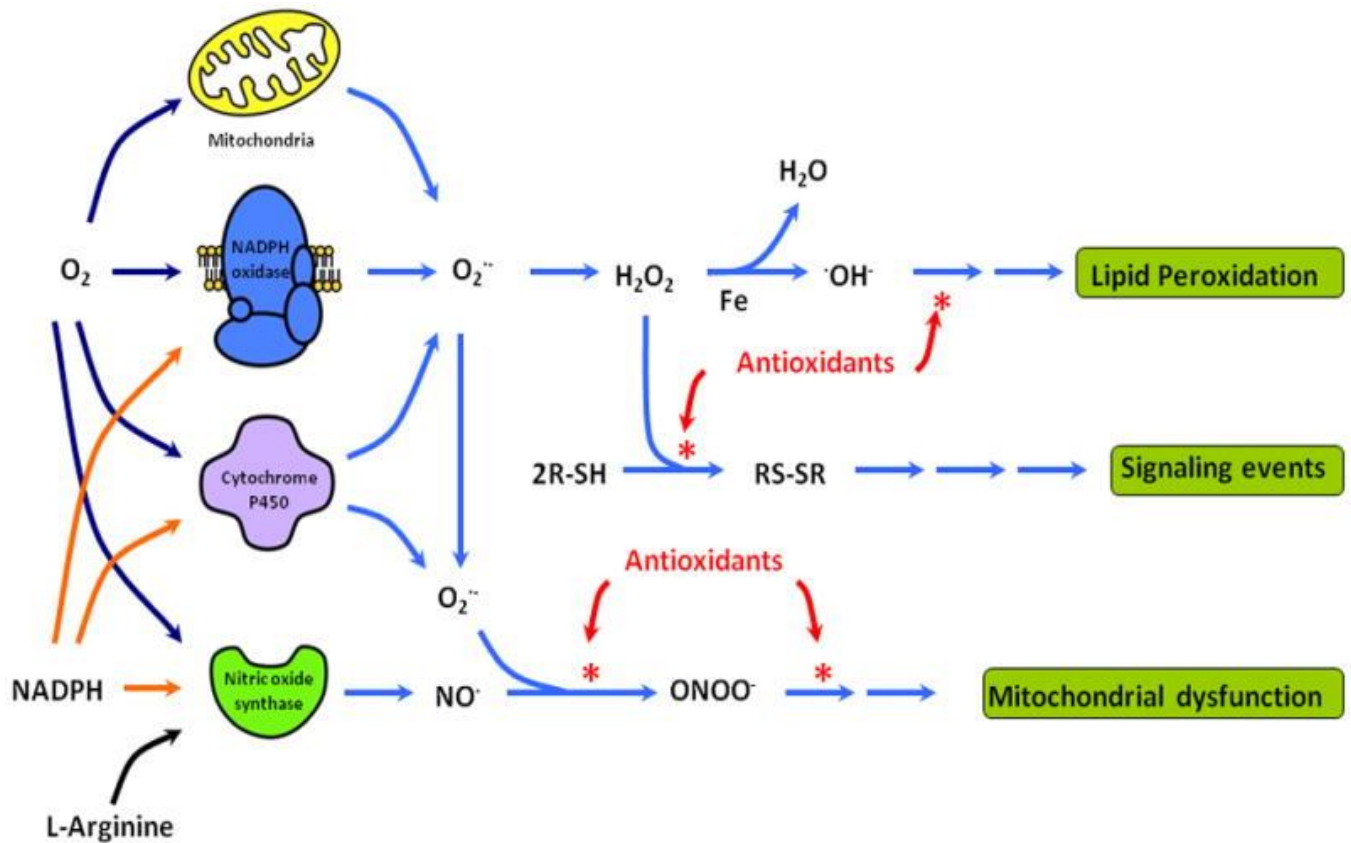 Mitochondria
H₂O
O₂
NADPH
oxidase
O₂·-
H₂O₂
Fe
·OH-
Lipid Peroxidation
Antioxidants
*
*
Cytochrome
P450
2R-SH
RS-SR
Signaling events
Antioxidants
O₂·-
*
*
NADPH
Nitric oxide
synthase
NO·
ONOO-
Mitochondrial dysfunction
L-Arginine